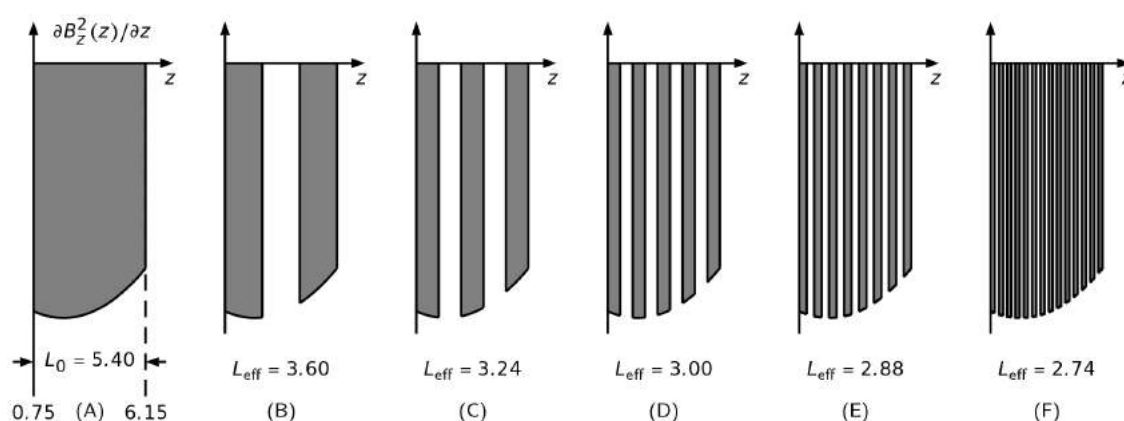 ∂B_z^2(z)/∂z
z
z
z
z
z
z
L_0 = 5.40
L_eff = 3.60
L_eff = 3.24
L_eff = 3.00
L_eff = 2.88
L_eff = 2.74
0.75 (A) 6.15
(B)
(C)
(D)
(E)
(F)